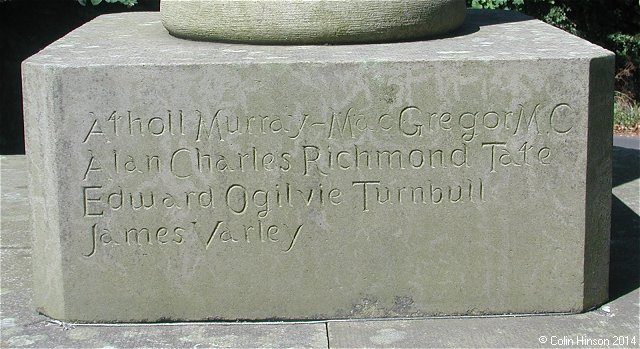 Atholl Murray-MacGregor M.C
Alan Charles Richmond Tate
Edward Ogilvie Turnbull
James Varley
© Colin Hinson 2014